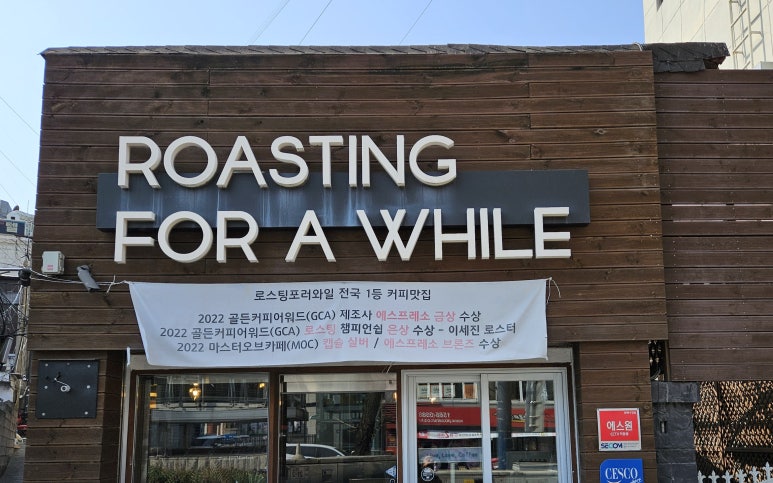 ROASTING
FOR A WHILE
로스팅포러와일 전국 1등 커피맛집
2022 골든커피어워드(GCA) 제조사 에스프레소 금상 수상
2022 골든커피어워드(GCA) 로스팅 챔피언쉽 은상 수상 - 이세진 로스터
2022 마스터오브카페(MOC) 캡슐 실버 / 에스프레소 브론즈 수상
에스원
SECOM
CESCO